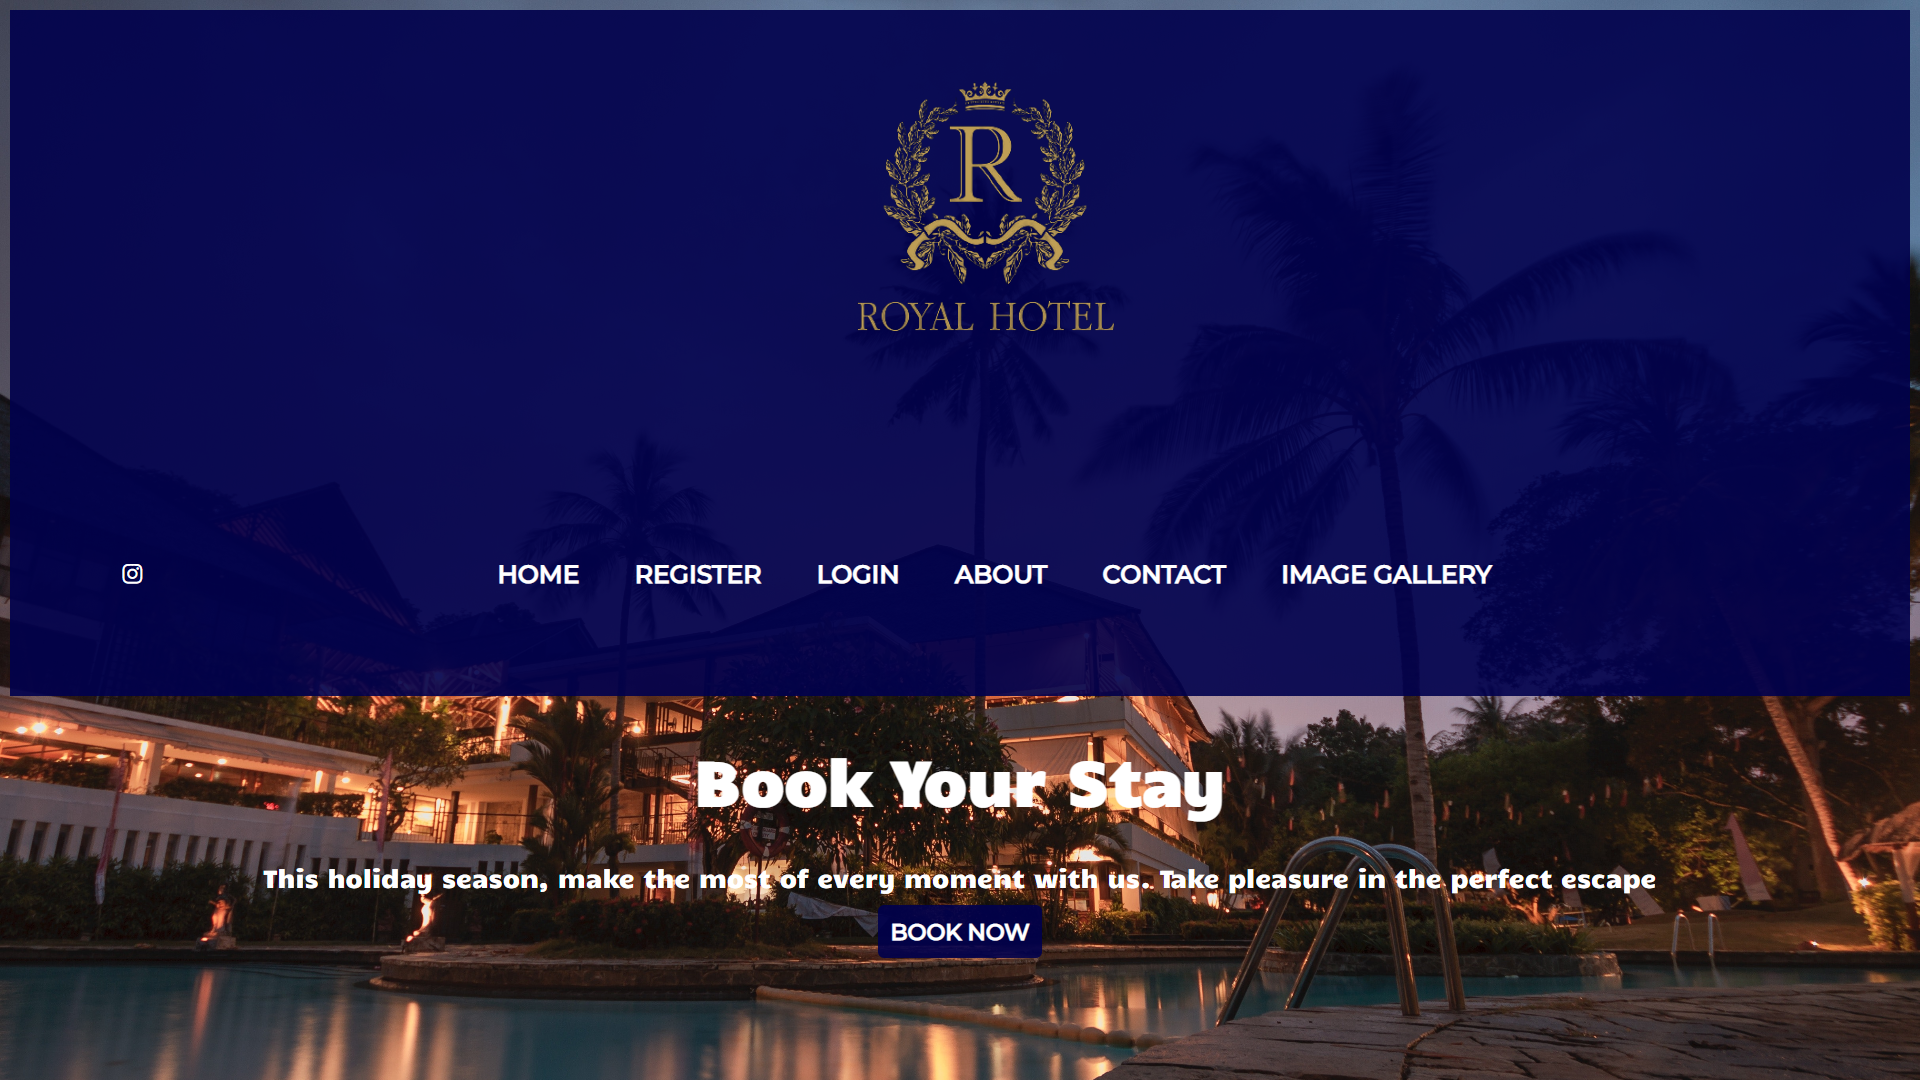 R
ROYAL HOTEL
HOME REGISTER LOGIN ABOUT CONTACT IMAGE GALLERY
Book Your Stay
This holiday season, make the most of every moment with us. Take pleasure in the perfect escape
BOOK NOW